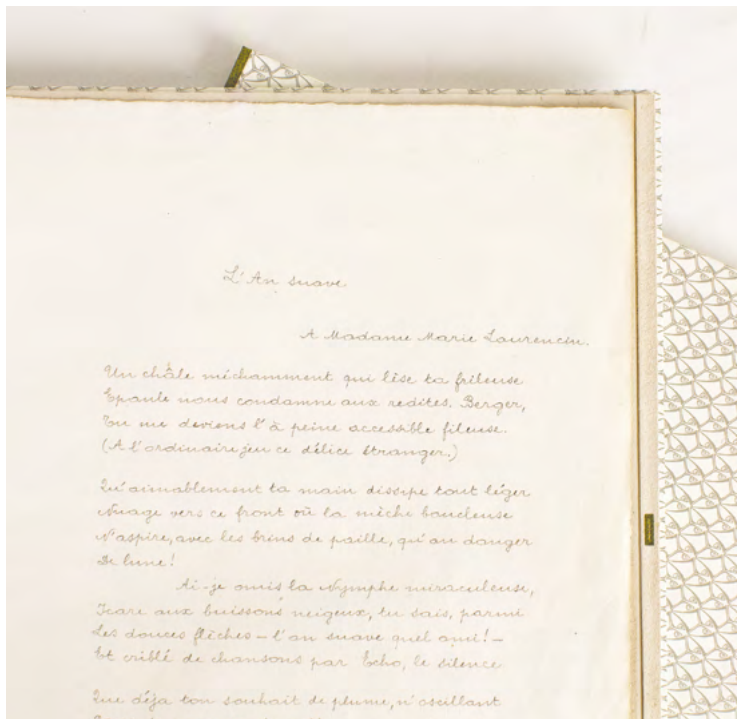 L'An suave
A Madame Marie Laurencin.
Un châle méchamment qui lèse ta frileuse
Epaule nous condamne aux redites. Berger,
Tu me deviens l'à peine accessible fileuse.
(A l'ordinaire jeu ce délice étranger.)
Qu'aimablement ta main dissipe tout léger
Nuage vers ce front où la mèche boucleuse
N'aspire, avec les brins de paille, qu'au danger
De lune!
Ai-je omis la Nymphe miraculeuse,
Icare aux buissons neigeux, tu sais, parmi
Les douces flèches – l'an suave quel ami! –
Et criblé de chansons par Echo, le silence
Que déja ton souhait de plume, n'oscillant